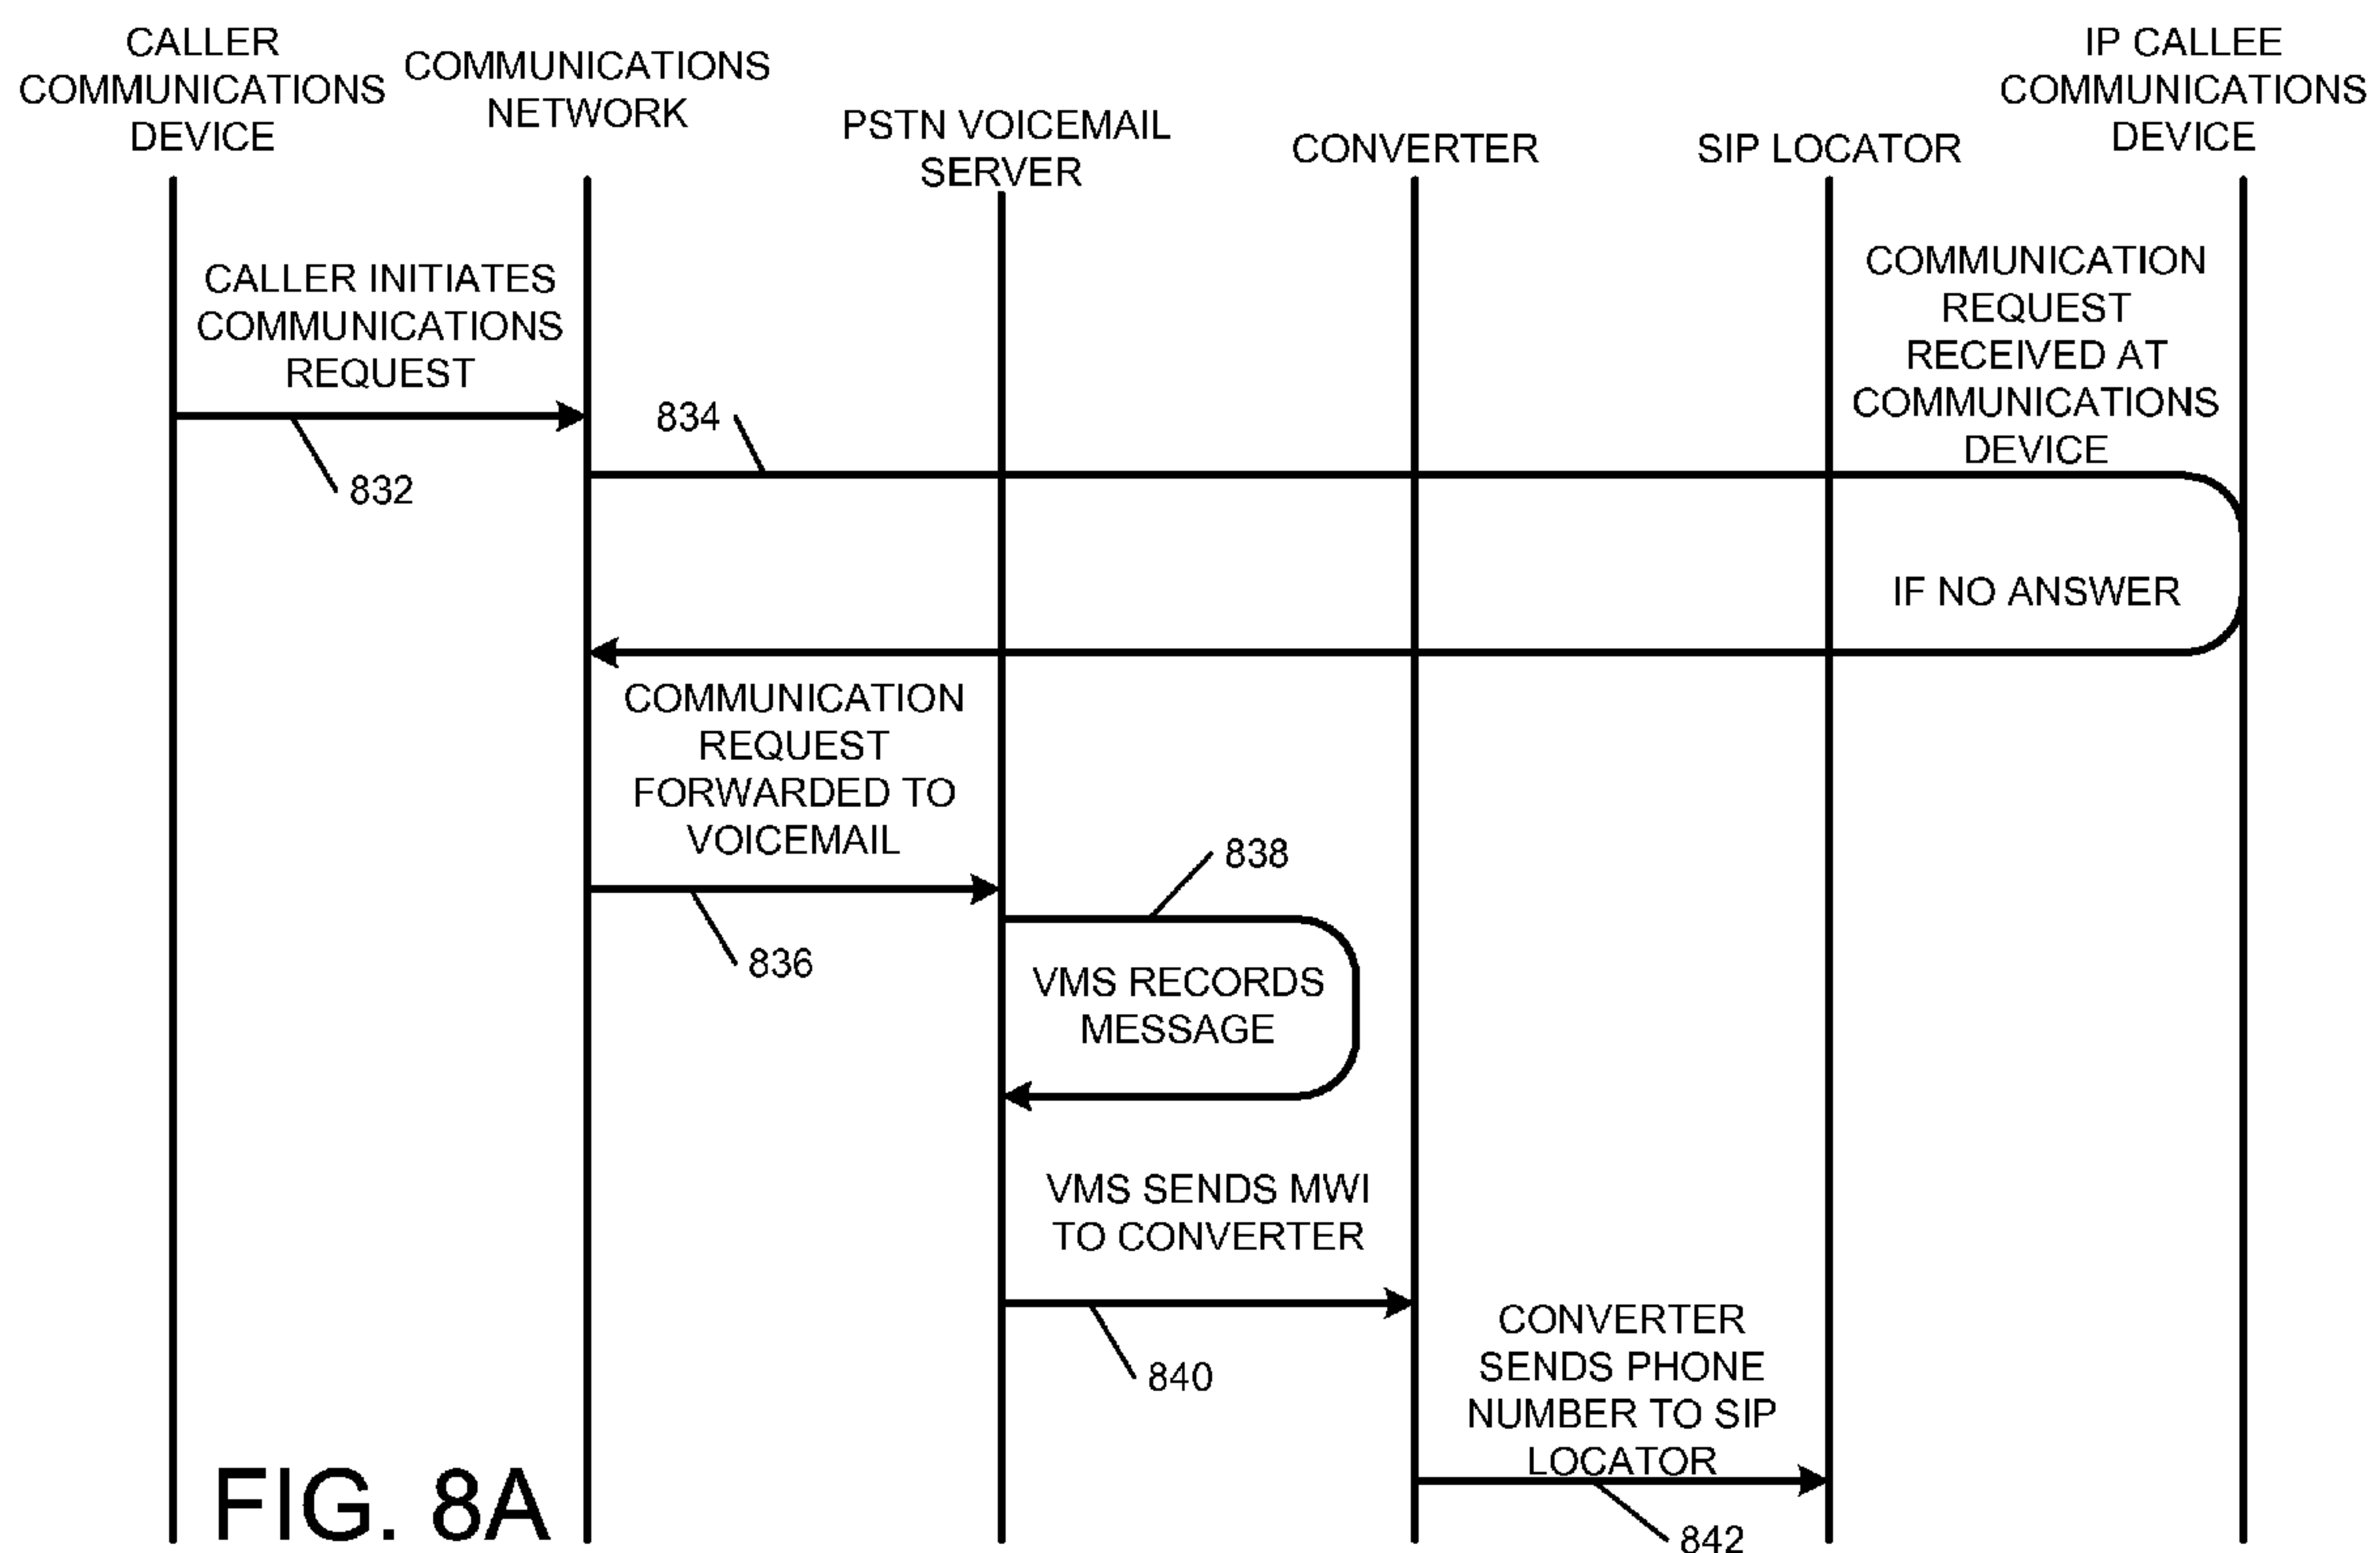 CALLER
COMMUNICATIONS
DEVICE
COMMUNICATIONS
NETWORK
PSTN VOICEMAIL
SERVER
CONVERTER
SIP LOCATOR
IP CALLEE
COMMUNICATIONS
DEVICE
CALLER INITIATES
COMMUNICATIONS
REQUEST
832
834
COMMUNICATION
REQUEST
RECEIVED AT
COMMUNICATIONS
DEVICE
IF NO ANSWER
COMMUNICATION
REQUEST
FORWARDED TO
VOICEMAIL
836
838
VMS RECORDS
MESSAGE
VMS SENDS MWI
TO CONVERTER
840
CONVERTER
SENDS PHONE
NUMBER TO SIP
LOCATOR
842
FIG. 8A